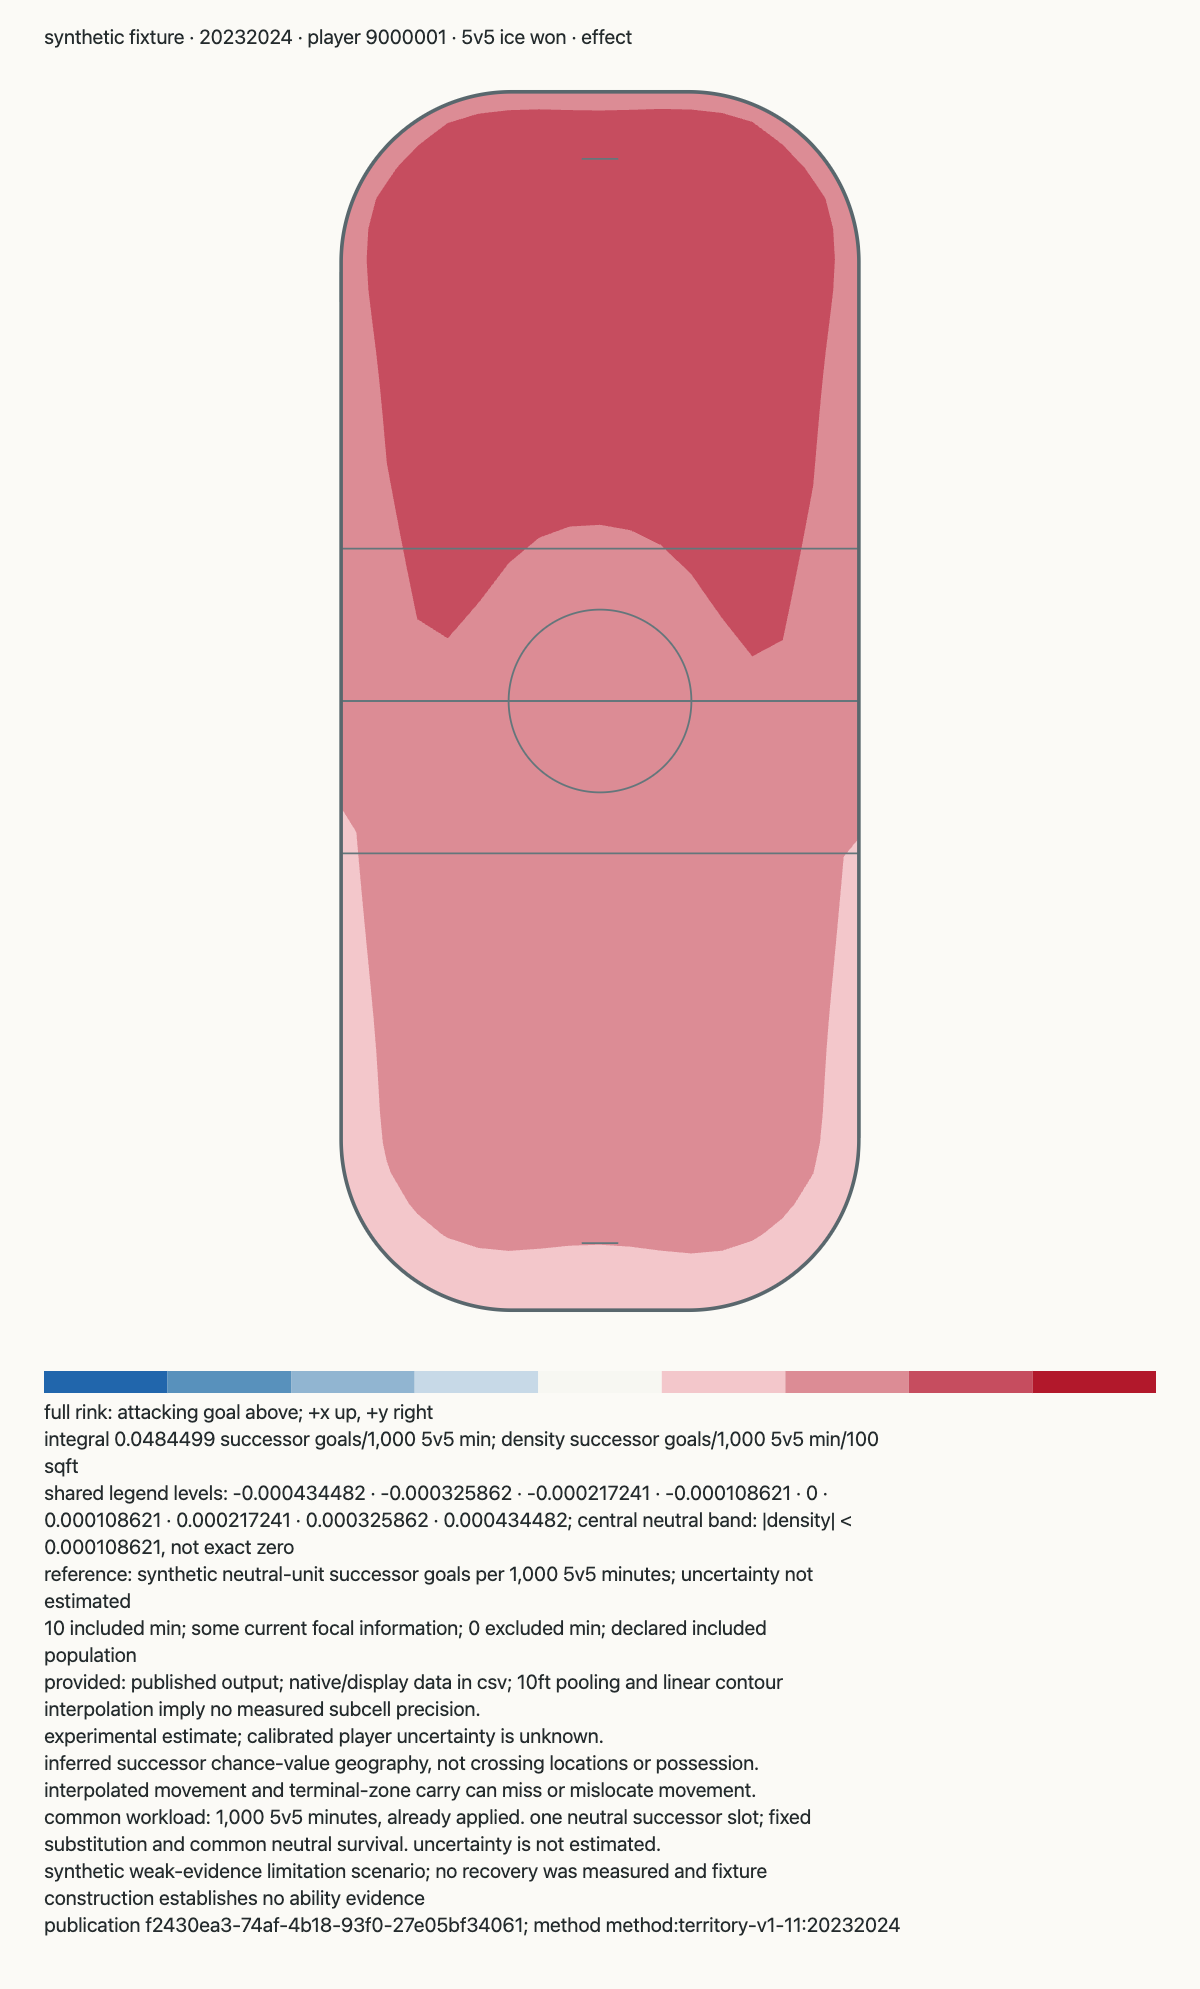 synthetic fixture · 20232024 · player 9000001 · 5v5 ice won · effect
full rink: attacking goal above; +x up, +y right
integral 0.0484499 successor goals/1,000 5v5 min; density successor goals/1,000 5v5 min/100
sqft
shared legend levels: -0.000434482 · -0.000325862 · -0.000217241 · -0.000108621 · 0 ·
0.000108621 · 0.000217241 · 0.000325862 · 0.000434482; central neutral band: |density| <
0.000108621, not exact zero
reference: synthetic neutral-unit successor goals per 1,000 5v5 minutes; uncertainty not
estimated
10 included min; some current focal information; 0 excluded min; declared included
population
provided: published output; native/display data in csv; 10ft pooling and linear contour
interpolation imply no measured subcell precision.
experimental estimate; calibrated player uncertainty is unknown.
inferred successor chance-value geography, not crossing locations or possession.
interpolated movement and terminal-zone carry can miss or mislocate movement.
common workload: 1,000 5v5 minutes, already applied. one neutral successor slot; fixed
substitution and common neutral survival. uncertainty is not estimated.
synthetic weak-evidence limitation scenario; no recovery was measured and fixture
construction establishes no ability evidence
publication f2430ea3-74af-4b18-93f0-27e05bf34061; method method:territory-v1-11:20232024